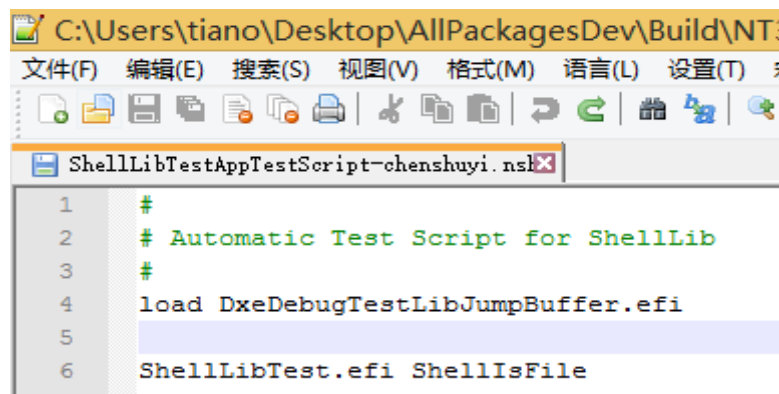 C:\Users\tiano\Desktop\AllPackagesDev\Build\NT3
文件(F) 编辑(E) 搜索(S) 视图(V) 格式(M) 语言(L) 设置(T)
ShellLibTestAppTestScript-chenshuyi.nsh
1 #
2 # Automatic Test Script for ShellLib
3 #
4 load DxeDebugTestLibJumpBuffer.efi
5
6 ShellLibTest.efi ShellIsFile